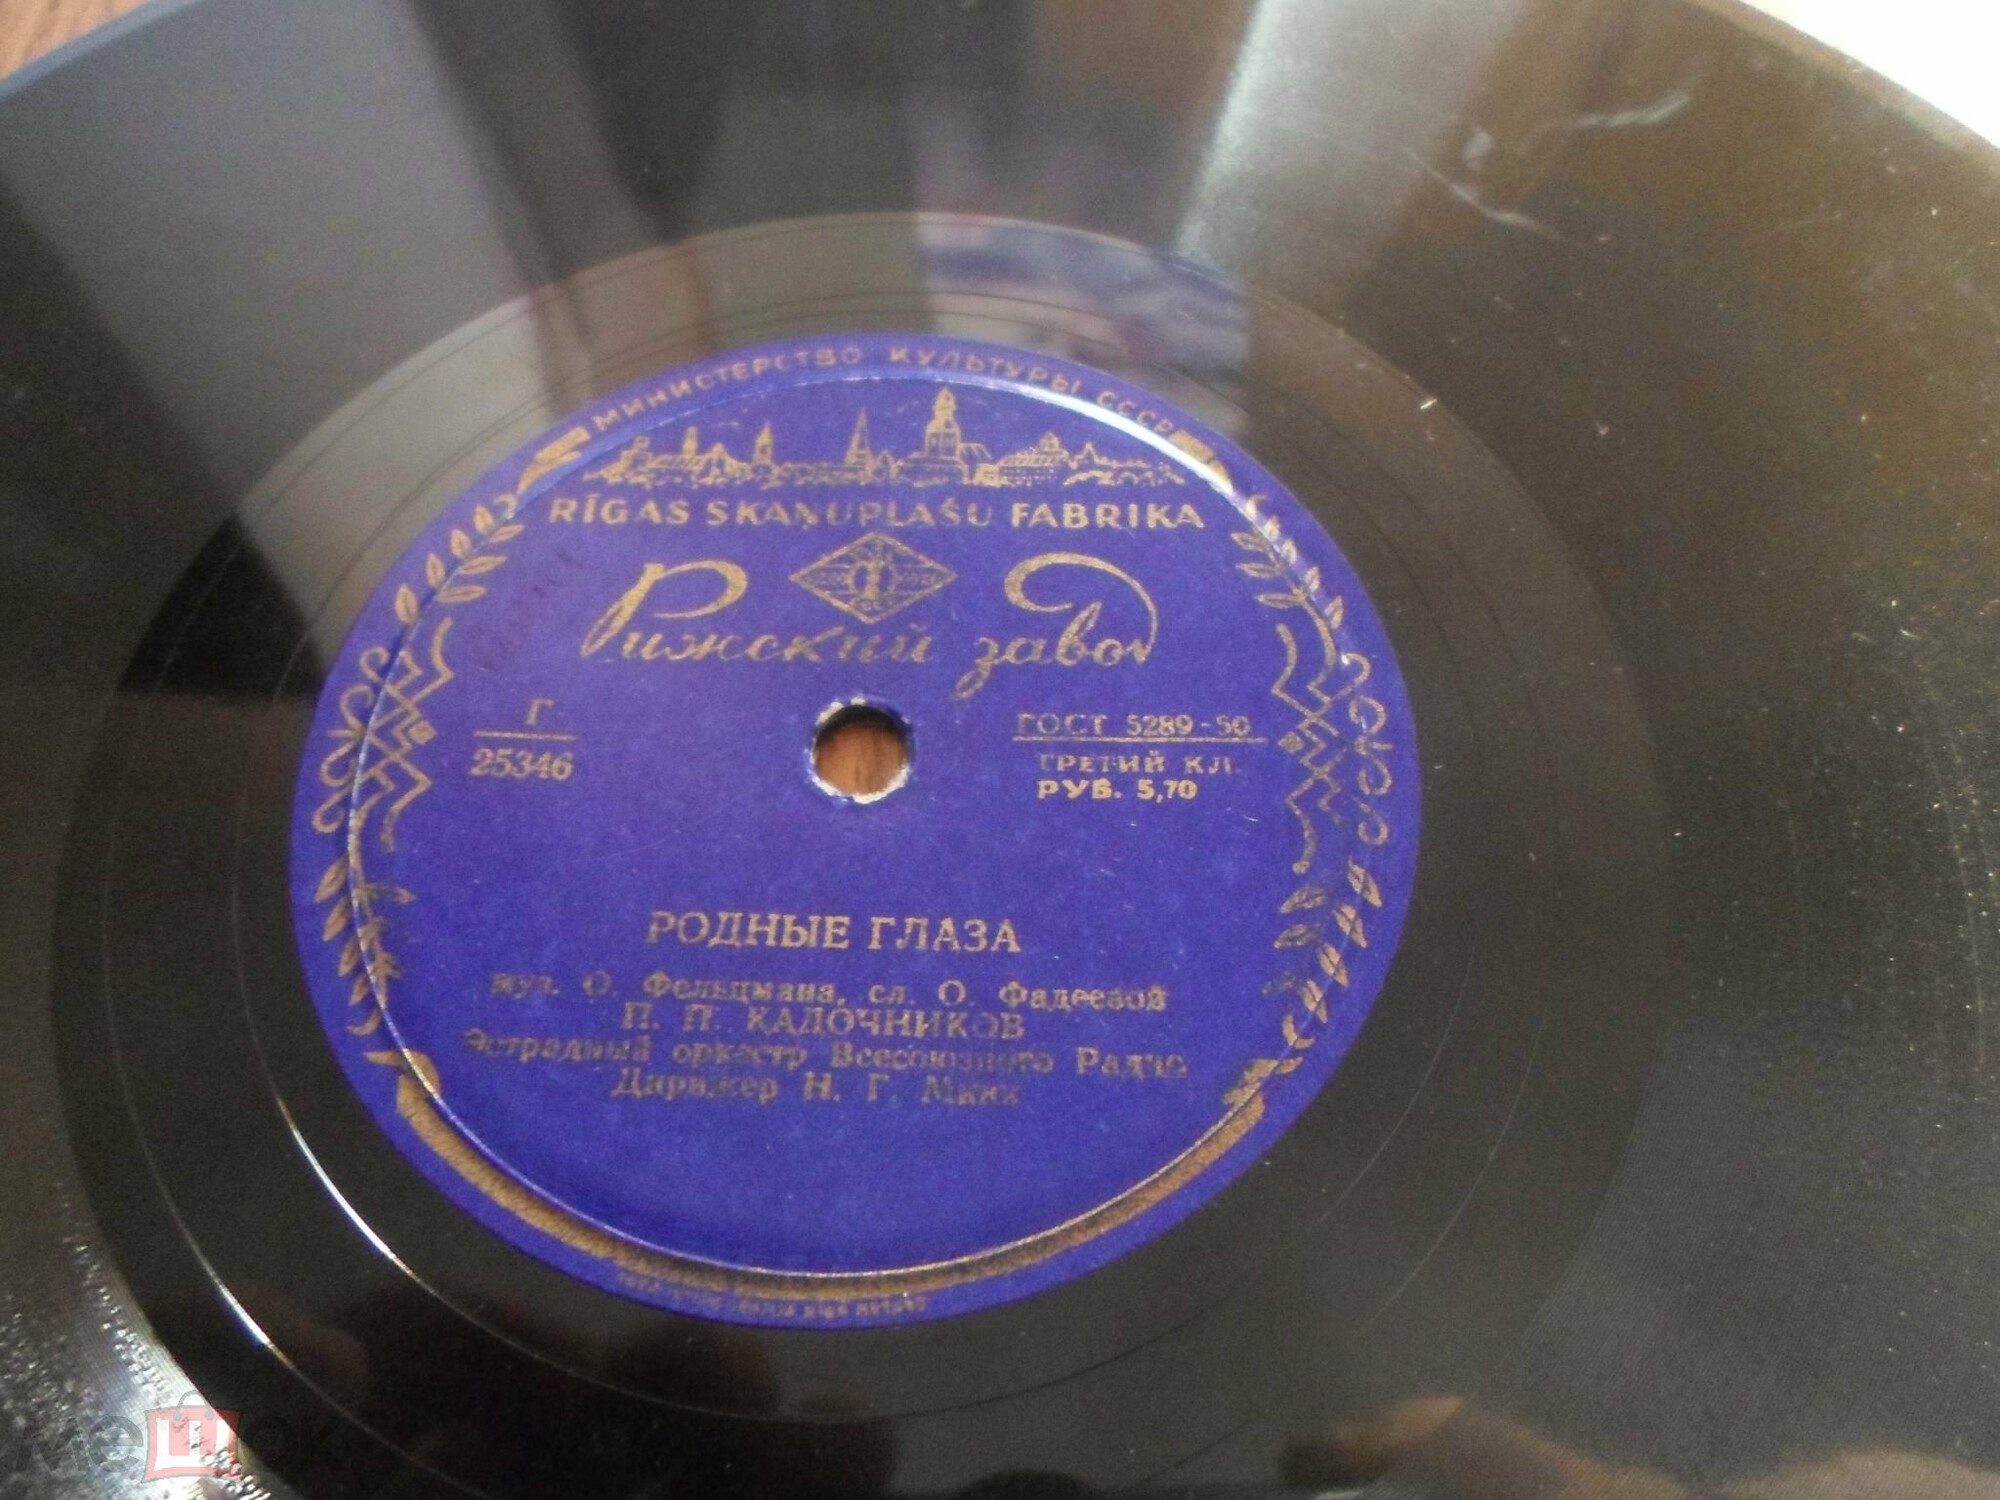 МИНИСТЕРСТВО КУЛЬТУРЫ СССР
RĪGAS SKAŅUPLAŠU FABRIKA
Рижский завод
Г
25346
ГОСТ 5289-50
ТРЕТИЙ КЛ.
РУБ. 5,70
РОДНЫЕ ГЛАЗА
муз. О. Фельцмана, сл. О. Фадеевой
П. П. КАДОЧНИКОВ
Эстрадный оркестр Всесоюзного Радио
Дирижер Н. Г. Минх
мешок